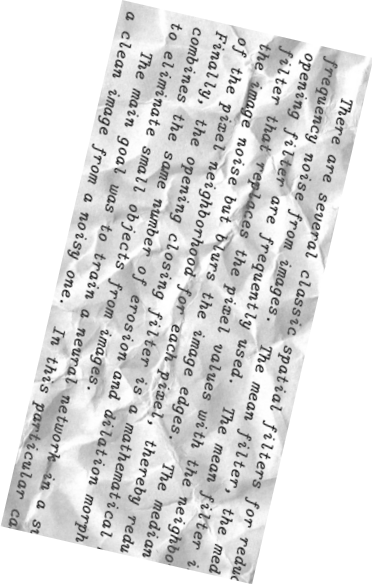 There are several classic spatial filters for redu
frequency noise from images. The mean filter, the med
opening filter are frequently used. The mean filter i
filter that replaces the pixel values with the neighbo
the image noise but blurs the image edges. The median
of the pixel neighborhood for each pixel, thereby redu
Finally, the opening closing filter is a mathematical
combines the same number of erosion and dilation morph
to eliminate small objects from images.
The main goal was to train a neural network in a su
a clean image from a noisy one. In this particular ca